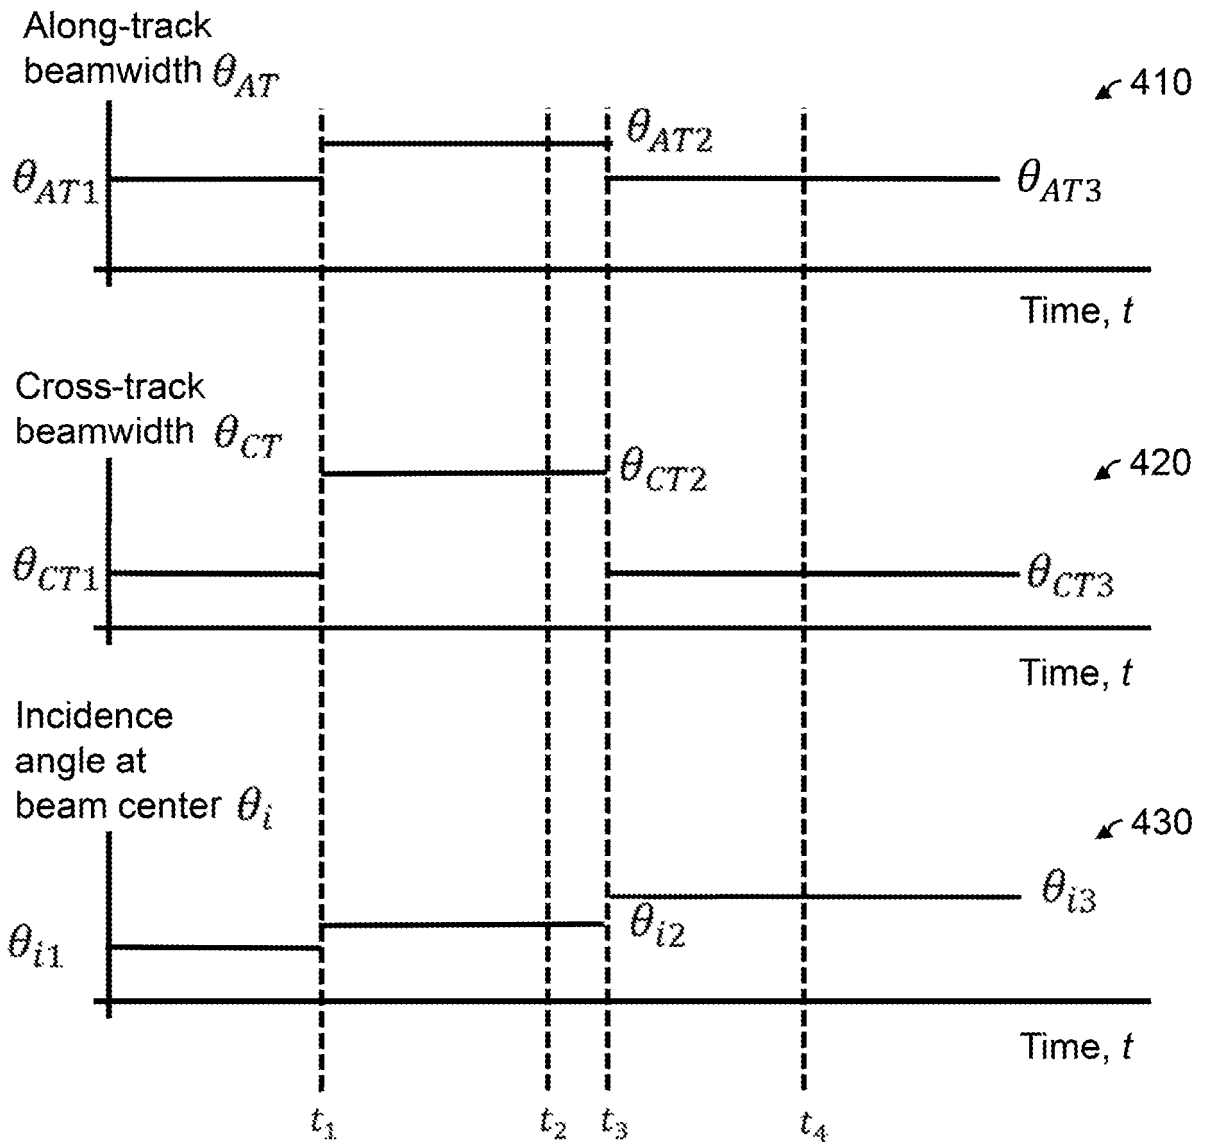 Along-track
beamwidth θ_AT
410
θ_AT1
θ_AT2
θ_AT3
Time, t
Cross-track
beamwidth θ_CT
420
θ_CT1
θ_CT2
θ_CT3
Time, t
Incidence
angle at
beam center θ_i
430
θ_i1
θ_i2
θ_i3
Time, t
t_1 t_2 t_3 t_4